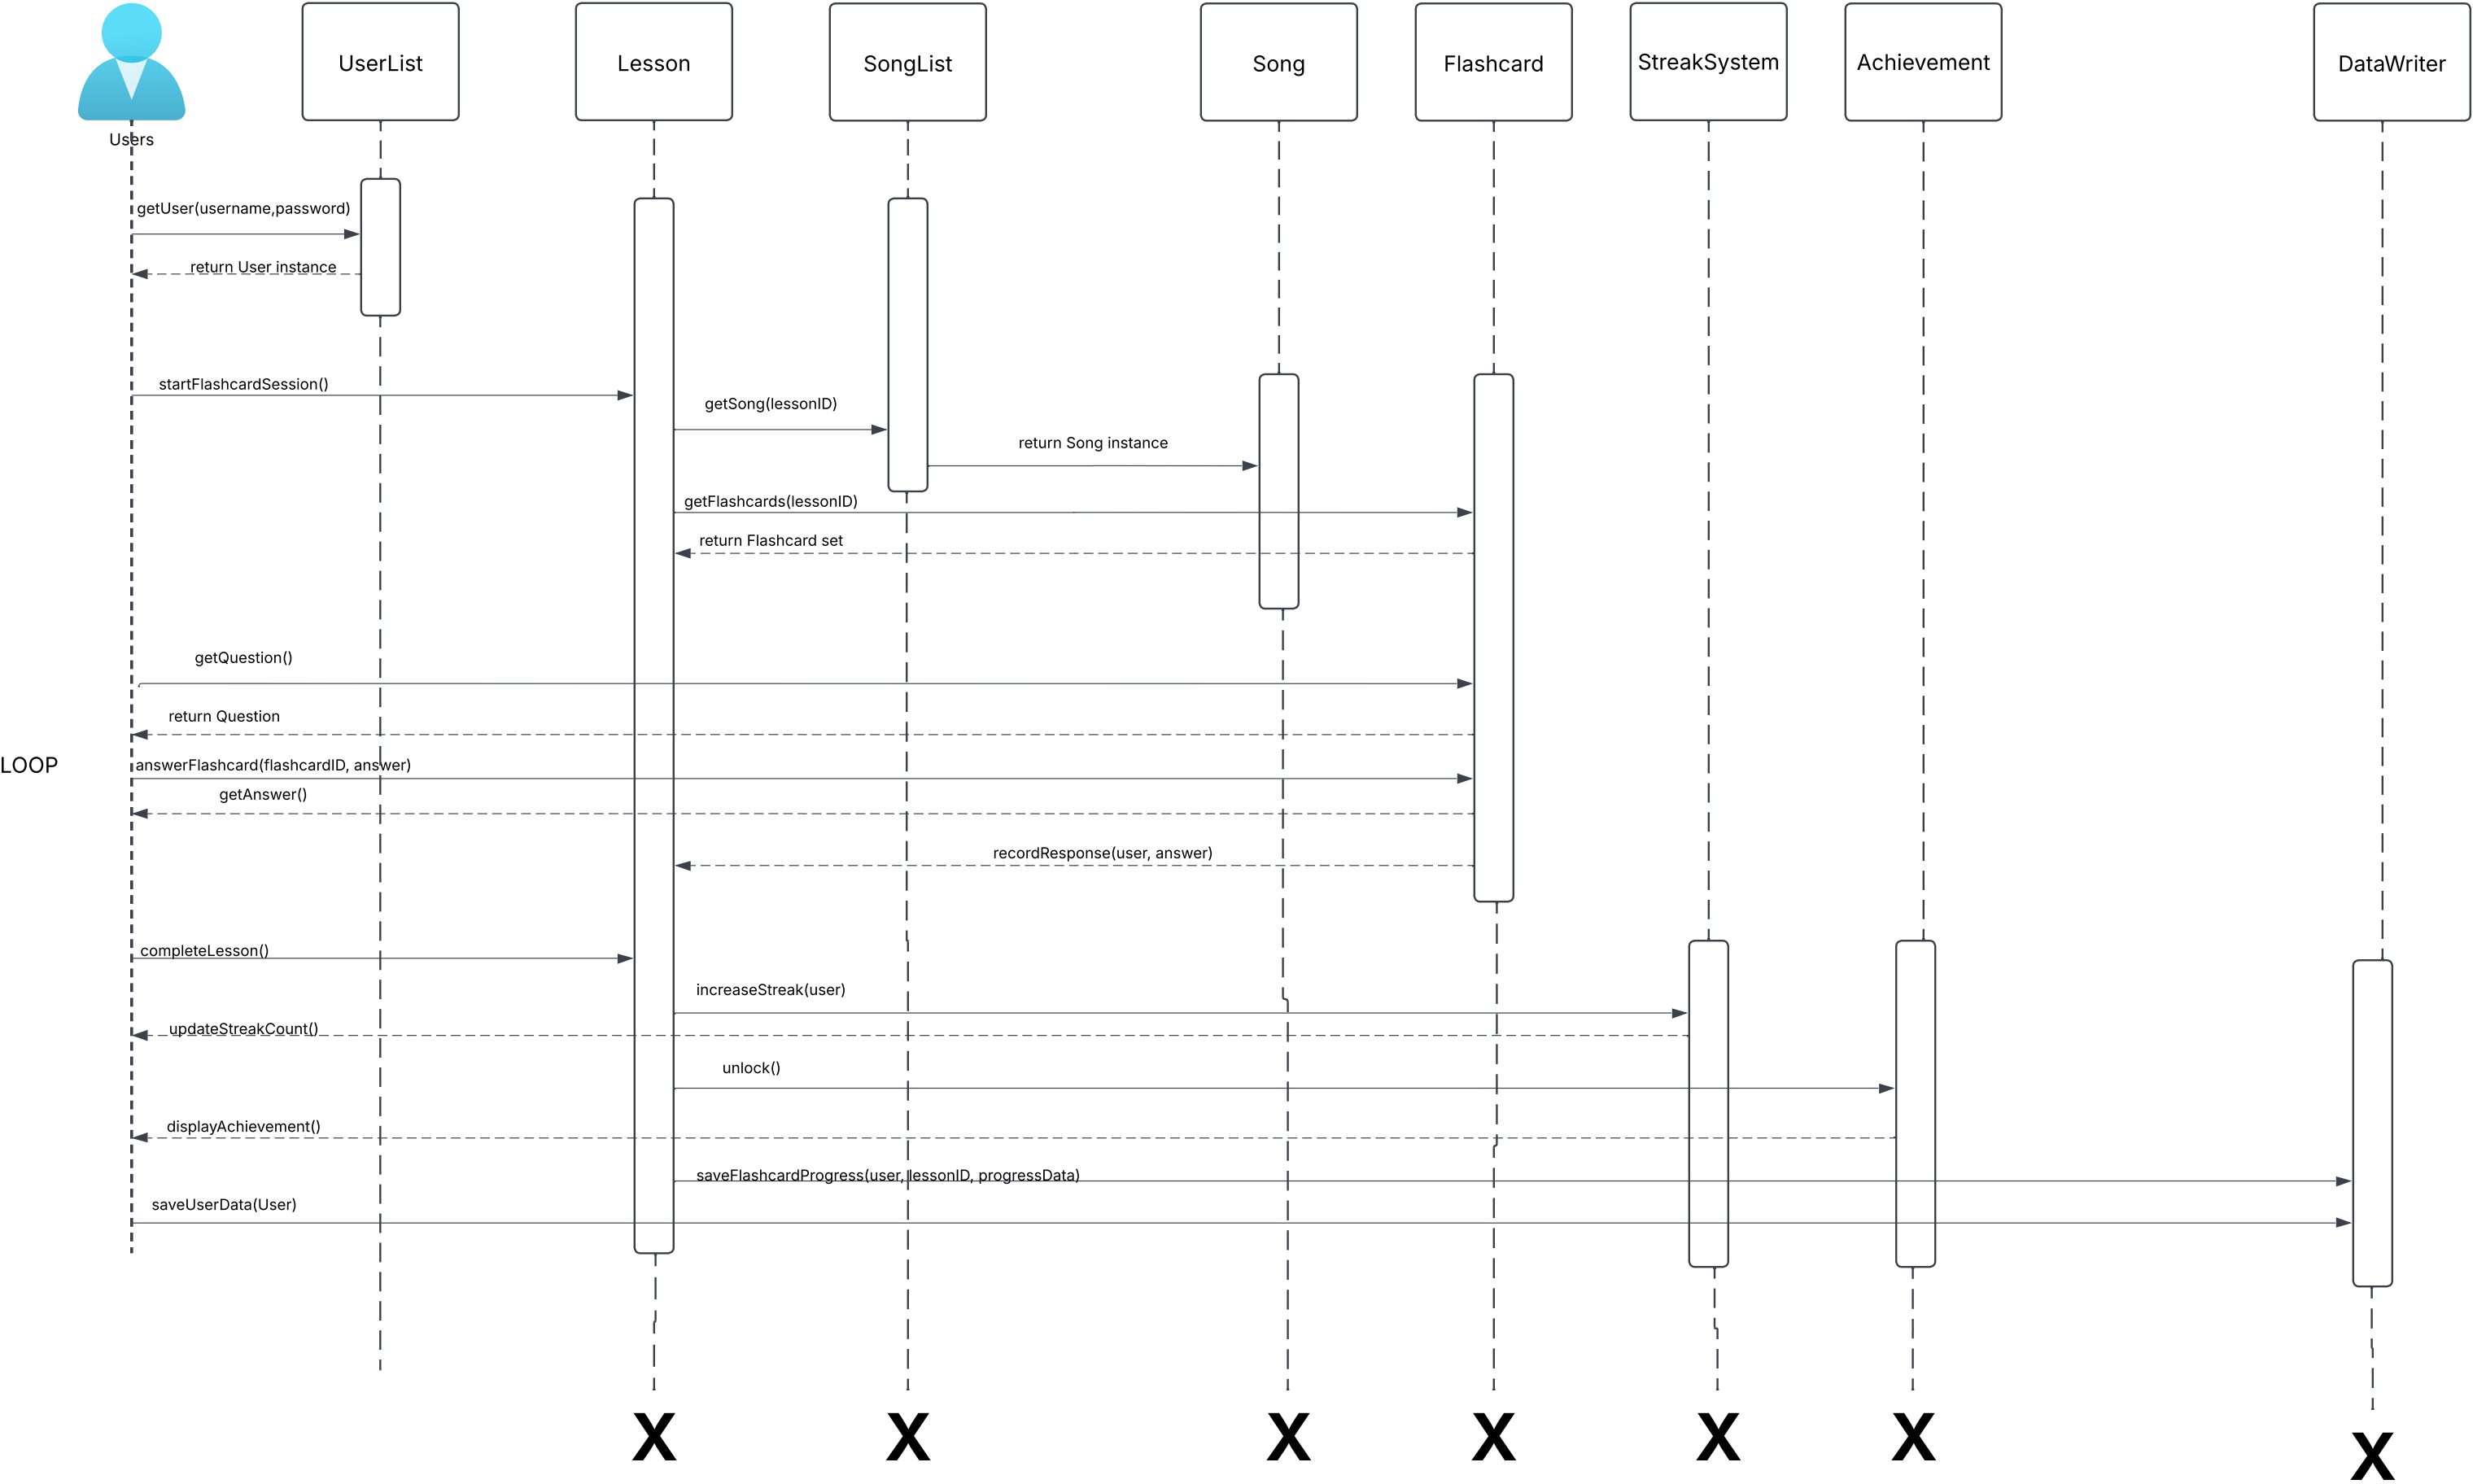 UserList
Lesson
SongList
Song
Flashcard
StreakSystem
Achievement
DataWriter
Users
getUser(username,password)
return User instance
startFlashcardSession()
getSong(lessonID)
return Song instance
getFlashcards(lessonID)
return Flashcard set
getQuestion()
return Question
LOOP
answerFlashcard(flashcardID, answer)
getAnswer()
recordResponse(user, answer)
completeLesson()
increaseStreak(user)
updateStreakCount()
unlock()
displayAchievement()
saveFlashcardProgress(user, lessonID, progressData)
saveUserData(User)
X
X
X
X
X
X
X